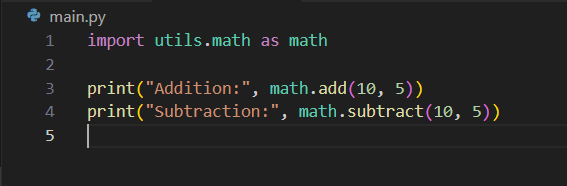 main.py
1 import utils.math as math
2
3 print("Addition:", math.add(10, 5))
4 print("Subtraction:", math.subtract(10, 5))
5